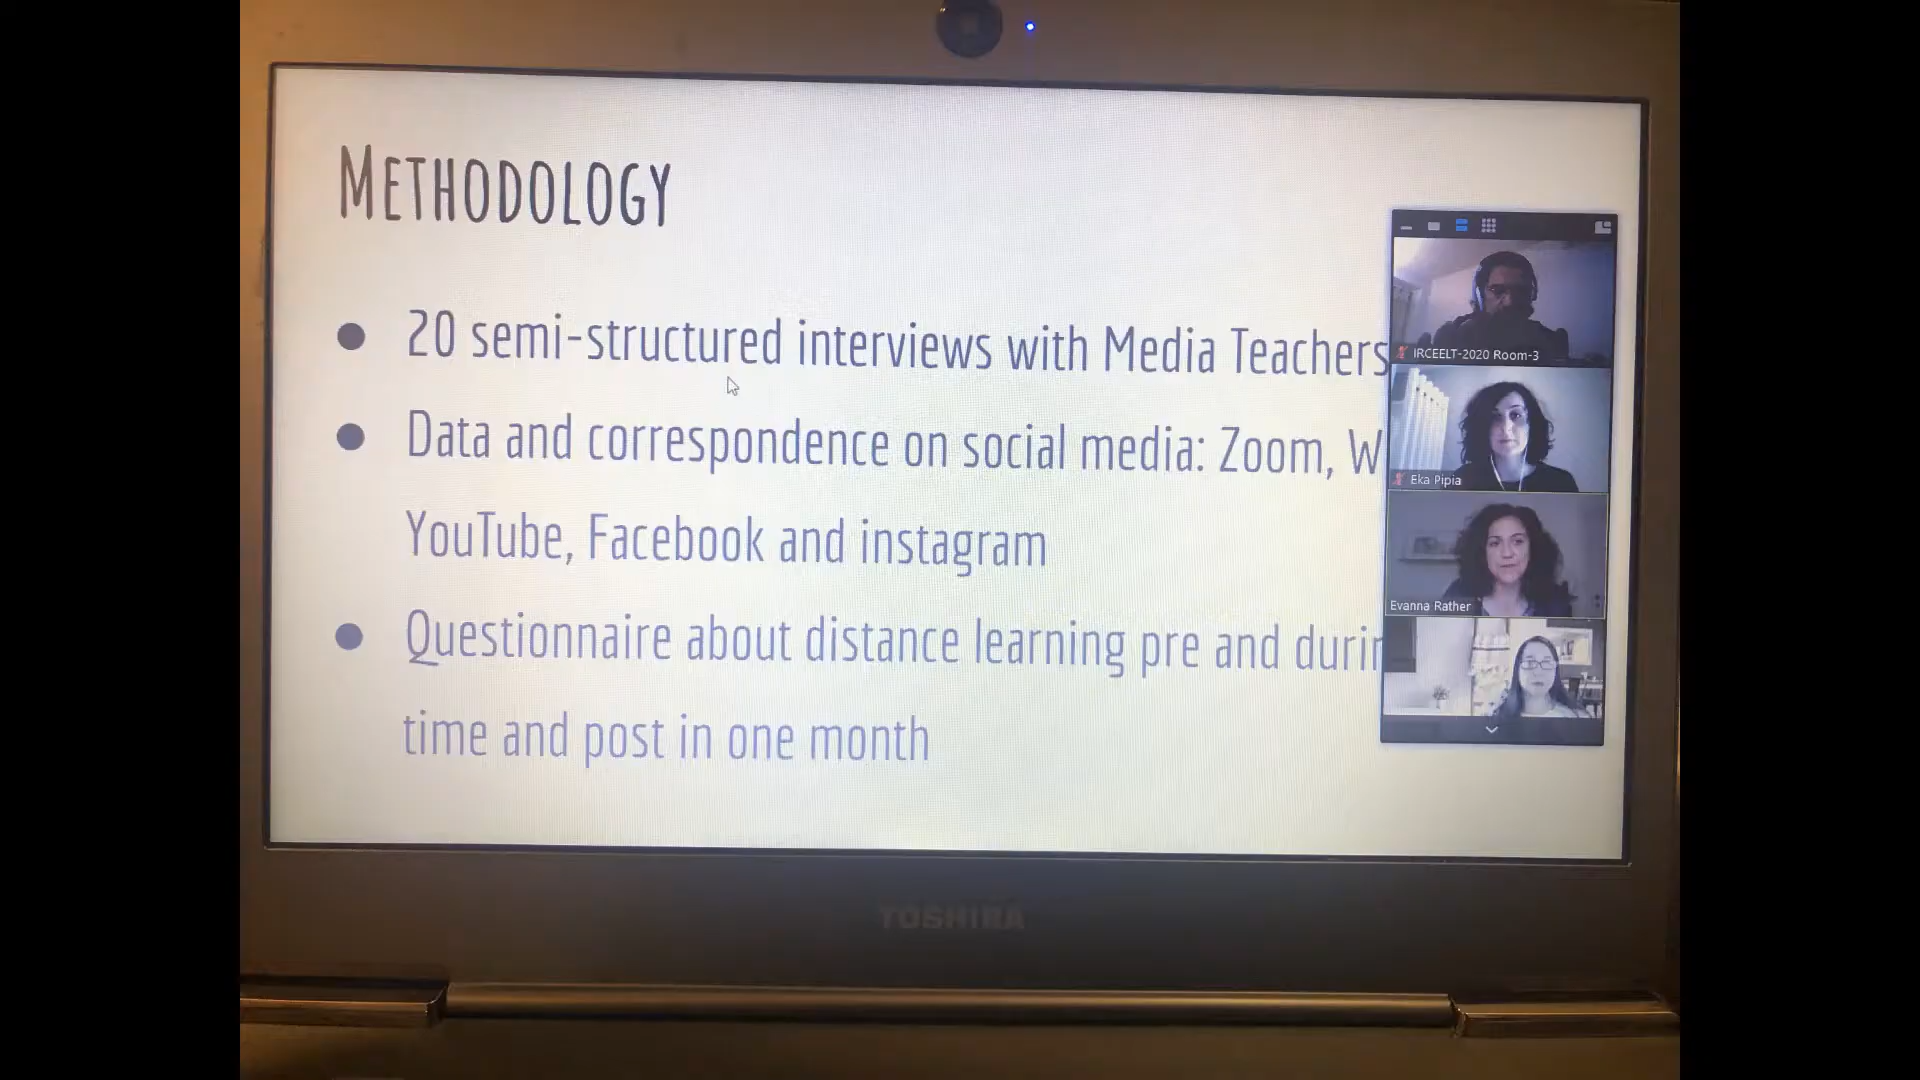 METHODOLOGY
● 20 semi-structured interviews with Media Teachers
● Data and correspondence on social media: Zoom, W
YouTube, Facebook and instagram
● Questionnaire about distance learning pre and durin
time and post in one month
IRCEELT-2020 Room-3
Eka Pipia
Evanna Rather
TOSHIBA